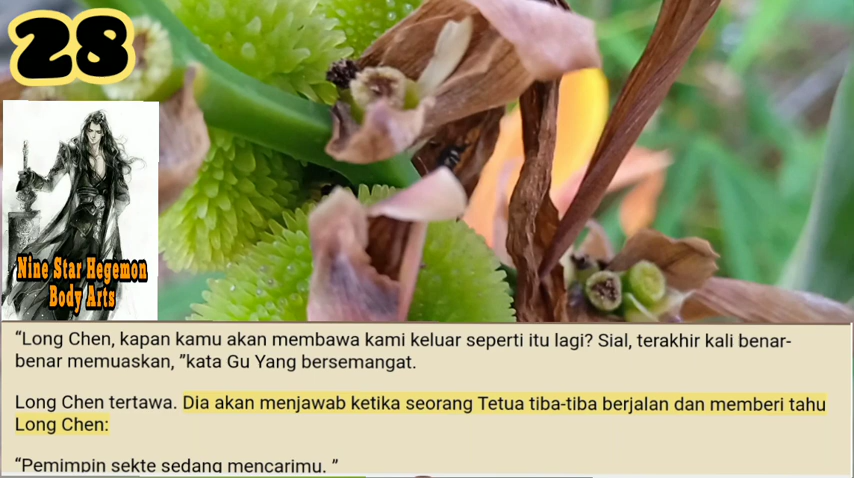 28
Nine Star Hegemon
Body Arts
“Long Chen, kapan kamu akan membawa kami keluar seperti itu lagi? Sial, terakhir kali benar-
benar memuaskan, ”kata Gu Yang bersemangat.
Long Chen tertawa. Dia akan menjawab ketika seorang Tetua tiba-tiba berjalan dan memberi tahu
Long Chen:
“Pemimpin sekte sedang mencarimu. ”